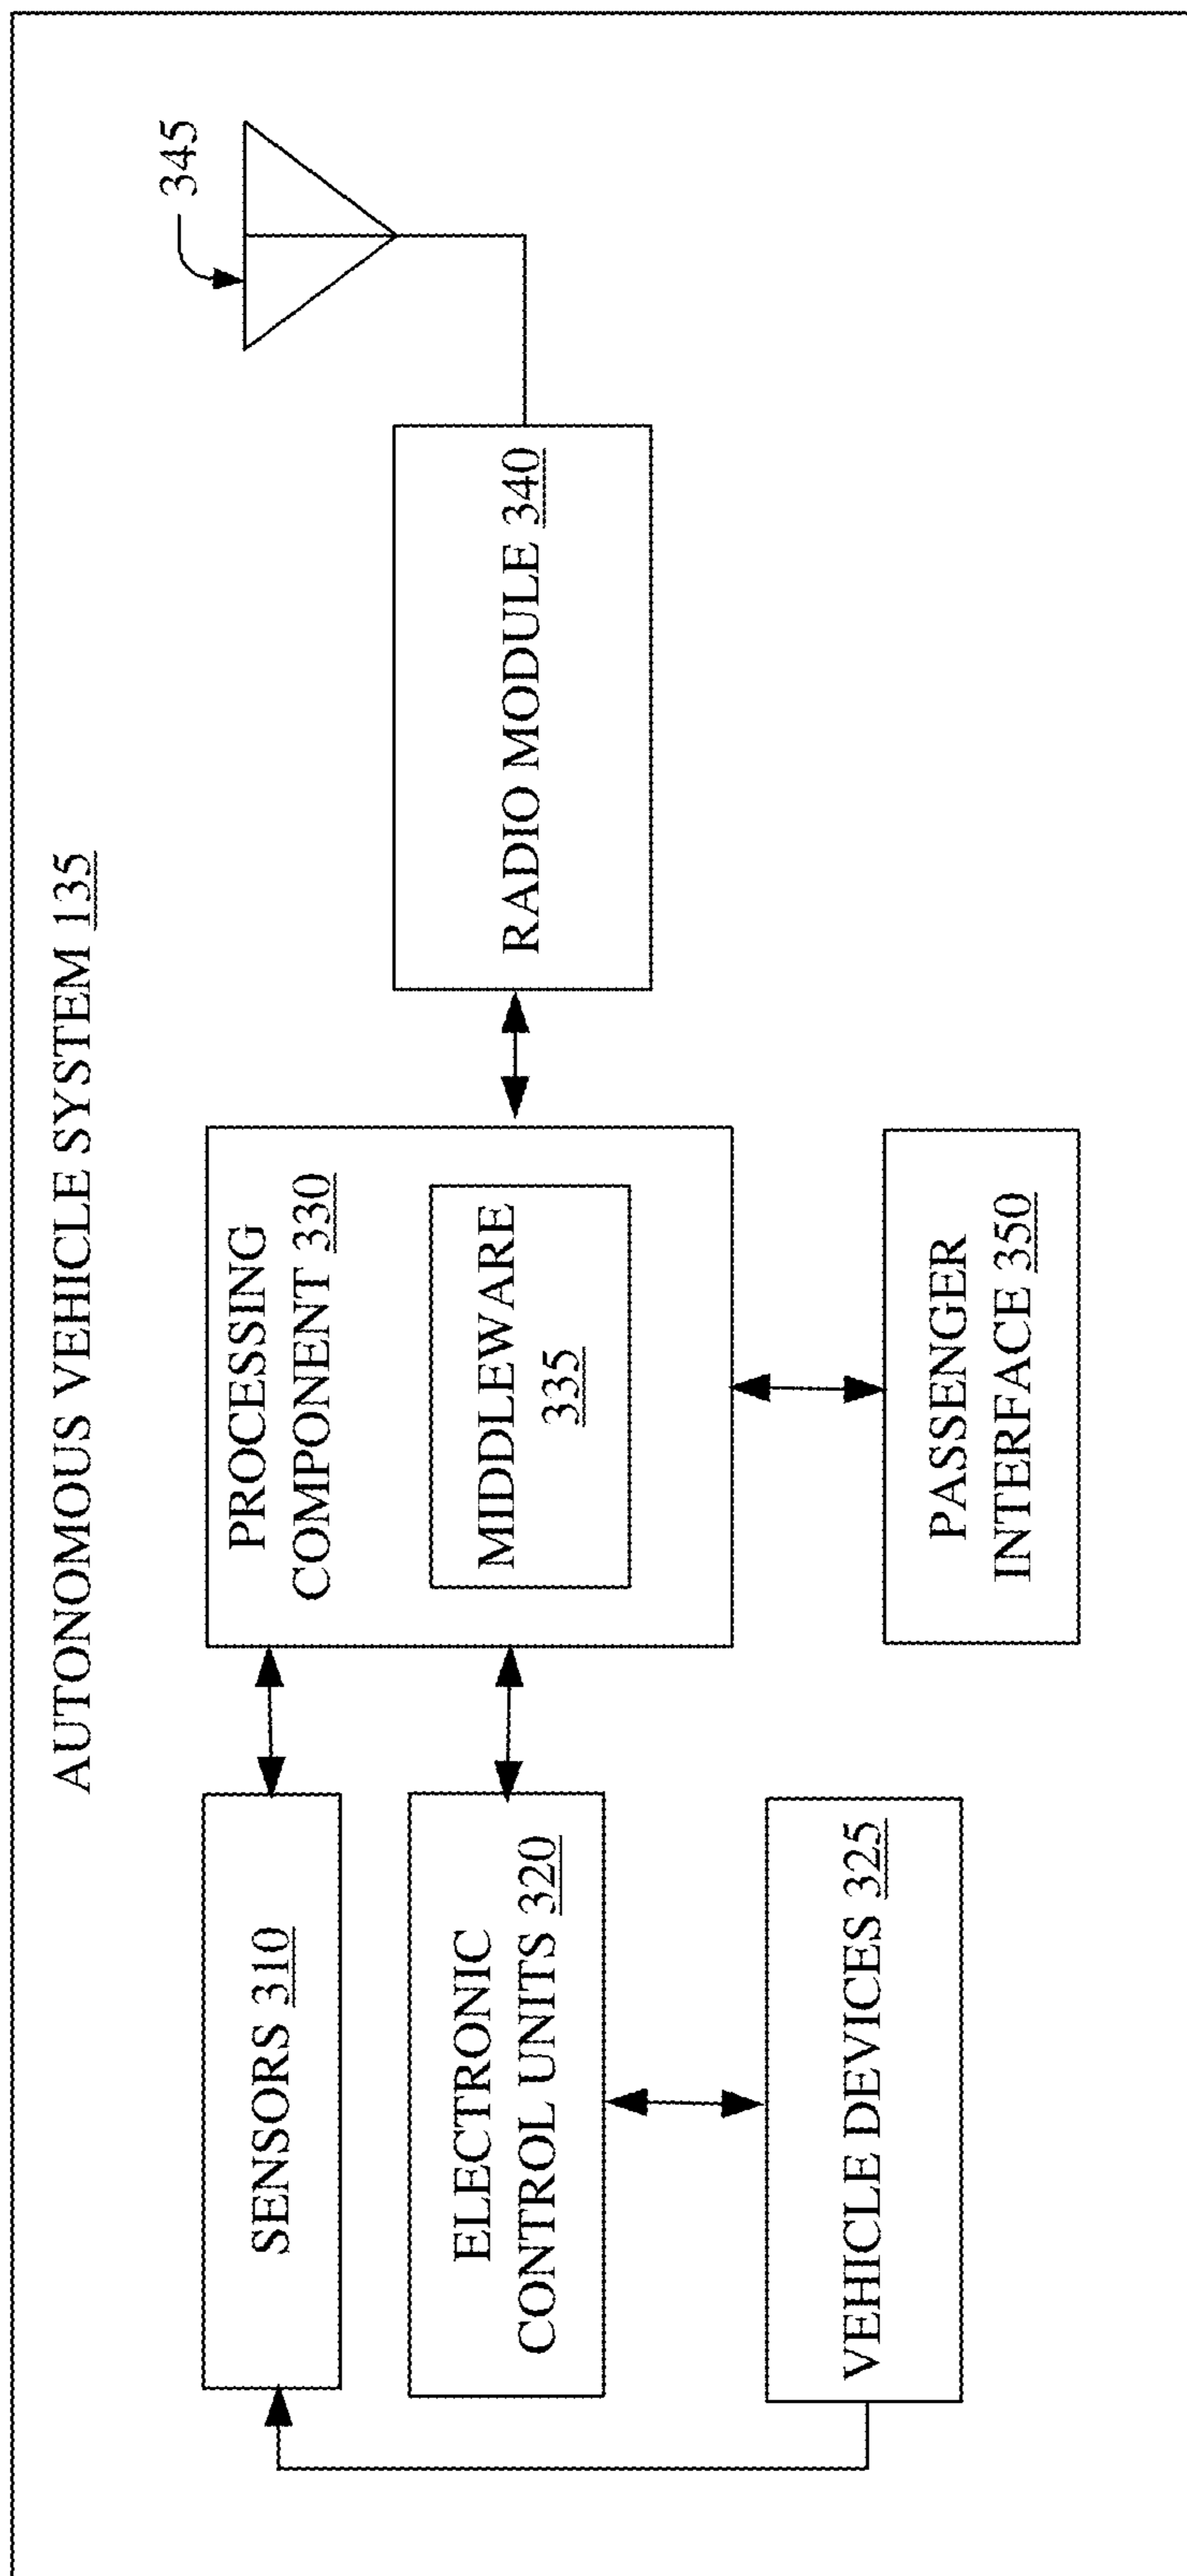 AUTONOMOUS VEHICLE SYSTEM 135
SENSORS 310
ELECTRONIC
CONTROL UNITS 320
VEHICLE DEVICES 325
PROCESSING
COMPONENT 330
MIDDLEWARE
335
PASSENGER
INTERFACE 350
RADIO MODULE 340
345